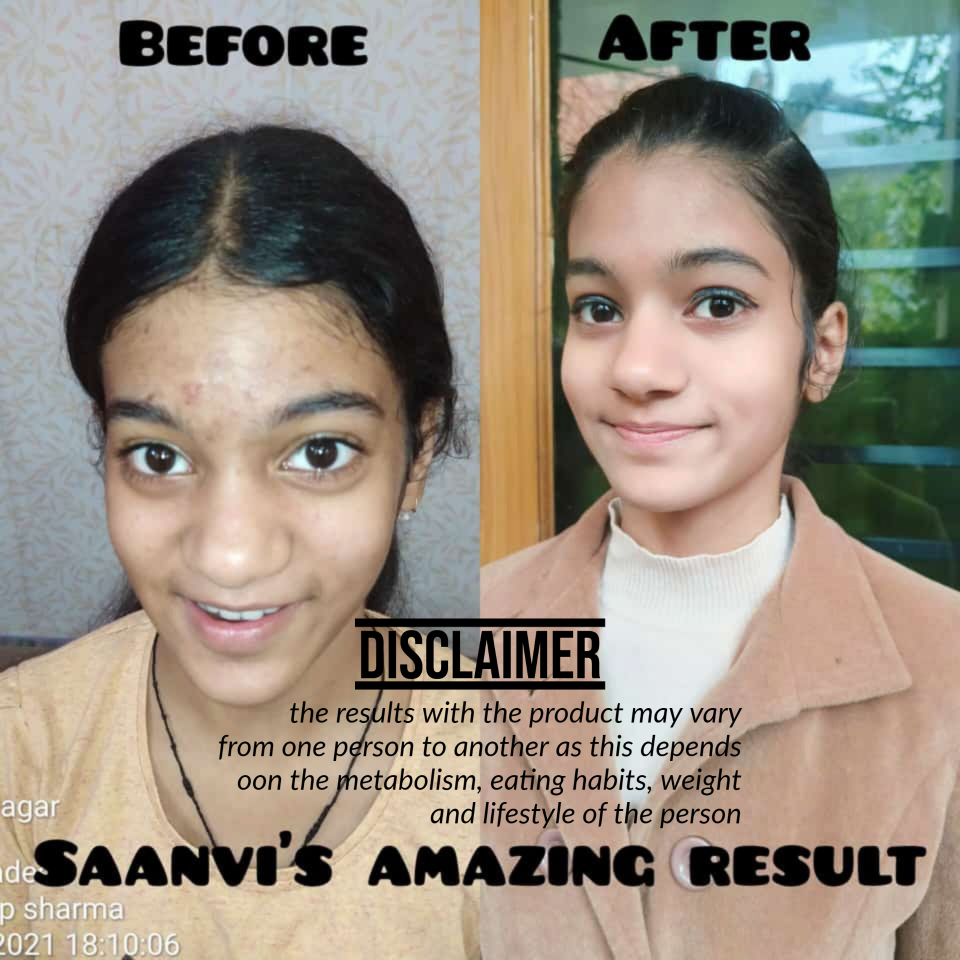 BEFORE
AFTER
DISCLAIMER
the results with the product may vary
from one person to another as this depends
oon the metabolism, eating habits, weight
and lifestyle of the person
agar
SAANVI'S AMAZING RESULT
p sharma
2021 18:10:06